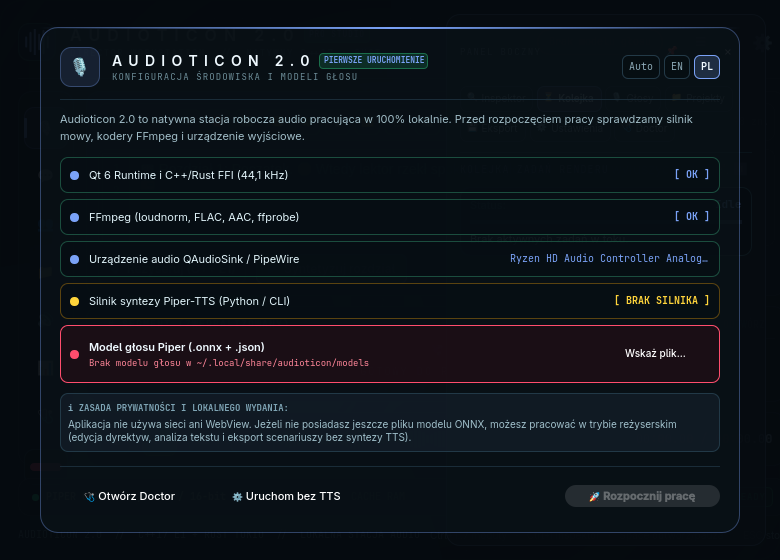 AUDIOTICON 2.0 PIERWSZE URUCHOMIENIE
KONFIGURACJA ŚRODOWISKA I MODELI GŁOSU
Auto EN PL
Audioticon 2.0 to natywna stacja robocza audio pracująca w 100% lokalnie. Przed rozpoczęciem pracy sprawdzamy silnik
mowy, kodery FFmpeg i urządzenie wyjściowe.
Qt 6 Runtime i C++/Rust FFI (44,1 kHz) [ OK ]
FFmpeg (loudnorm, FLAC, AAC, ffprobe) [ OK ]
Urządzenie audio QAudioSink / PipeWire Ryzen HD Audio Controller Analog…
Silnik syntezy Piper-TTS (Python / CLI) [ BRAK SILNIKA ]
Model głosu Piper (.onnx + .json)
Brak modelu głosu w ~/.local/share/audioticon/models
Wskaż plik...
ℹ ZASADA PRYWATNOŚCI I LOKALNEGO WYDANIA:
Aplikacja nie używa sieci ani WebView. Jeżeli nie posiadasz jeszcze pliku modelu ONNX, możesz pracować w trybie reżyserskim
(edycja dyrektyw, analiza tekstu i eksport scenariuszy bez syntezy TTS).
Otwórz Doctor
Uruchom bez TTS
Rozpocznij pracę